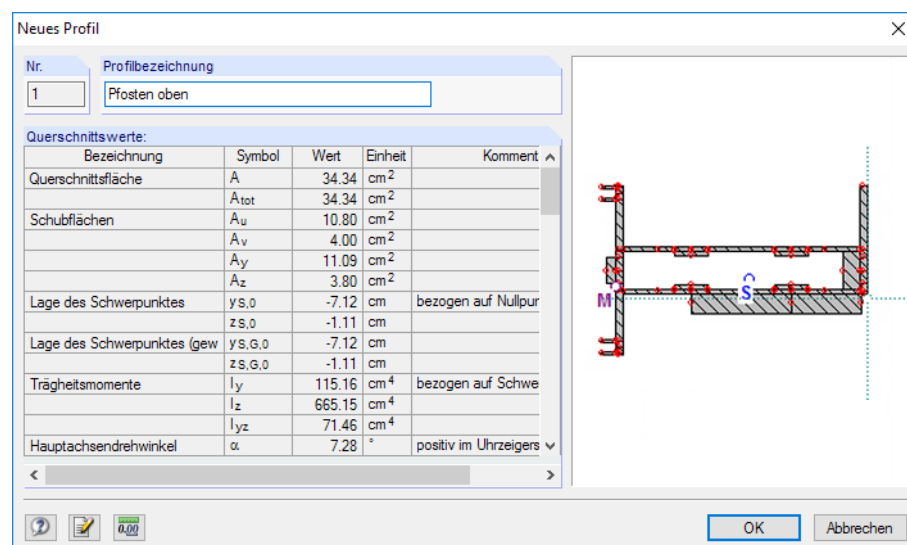 Neues Profil
Nr. Profilbezeichnung
1 Pfosten oben
Querschnittswerte:
Bezeichnung Symbol Wert Einheit Komment
Querschnittsfläche A 34.34 cm2
Atot 34.34 cm2
Schubflächen Au 10.80 cm2
Av 4.00 cm2
Ay 11.09 cm2
Az 3.80 cm2
Lage des Schwerpunktes yS,0 -7.12 cm bezogen auf Nullpur
zS,0 -1.11 cm
Lage des Schwerpunktes (gew yS,G,0 -7.12 cm
zS,G,0 -1.11 cm
Trägheitsmomente Iy 115.16 cm4 bezogen auf Schwe
Iz 665.15 cm4
Iyz 71.46 cm4
Hauptachsendrehwinkel α 7.28 ° positiv im Uhrzeigers
M S
0.00
OK Abbrechen